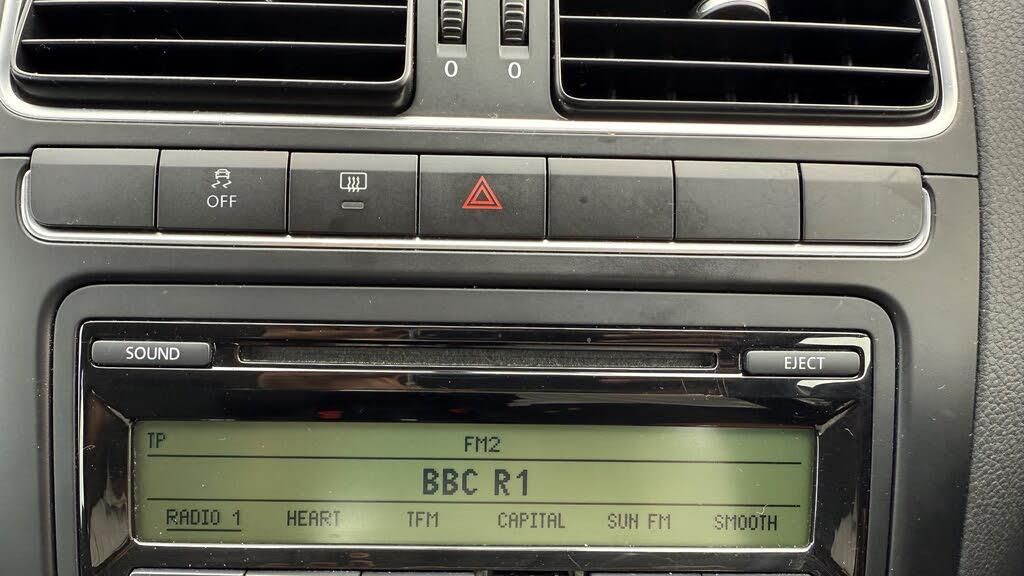 0 0
OFF
SOUND EJECT
TP FM2
BBC R1
RADIO 1 HEART TFM CAPITAL SUN FM SMOOTH